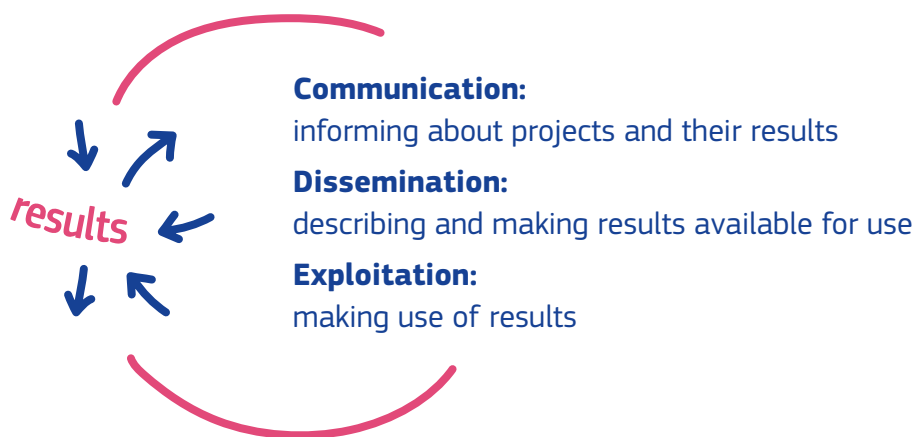 Communication:
informing about projects and their results
Dissemination:
results
describing and making results available for use
Exploitation:
making use of results